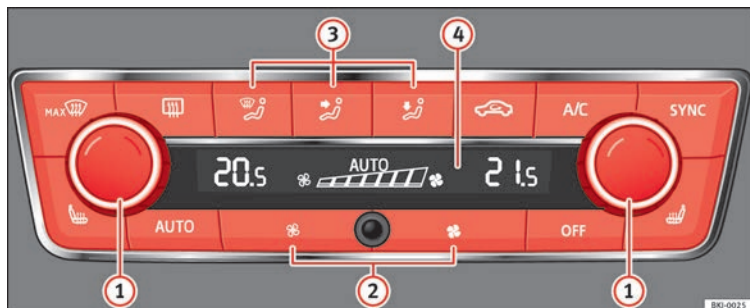 3
4
MAX
A/C
SYNC
20.5
AUTO
21.5
AUTO
OFF
1
2
1
BKI-0025